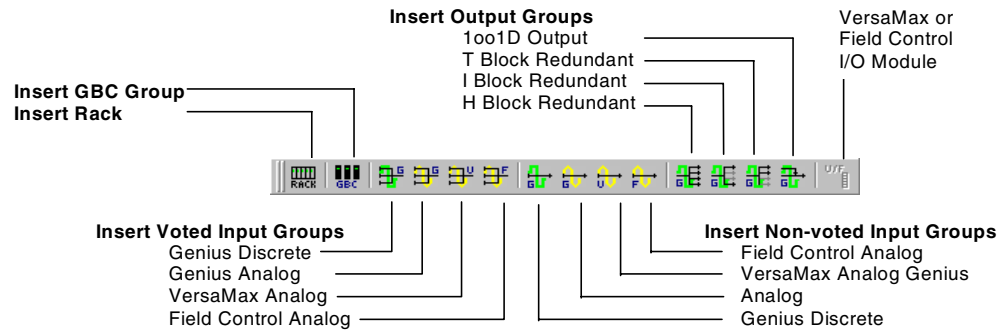 Insert Output Groups
1oo1D Output
T Block Redundant
I Block Redundant
H Block Redundant
VersaMax or
Field Control
I/O Module
Insert GBC Group
Insert Rack
RACK
GBC
G
G
U
F
G
G
U
F
G
G
G
G
U/F
Insert Voted Input Groups
Genius Discrete
Genius Analog
VersaMax Analog
Field Control Analog
Insert Non-voted Input Groups
Field Control Analog
VersaMax Analog Genius
Analog
Genius Discrete